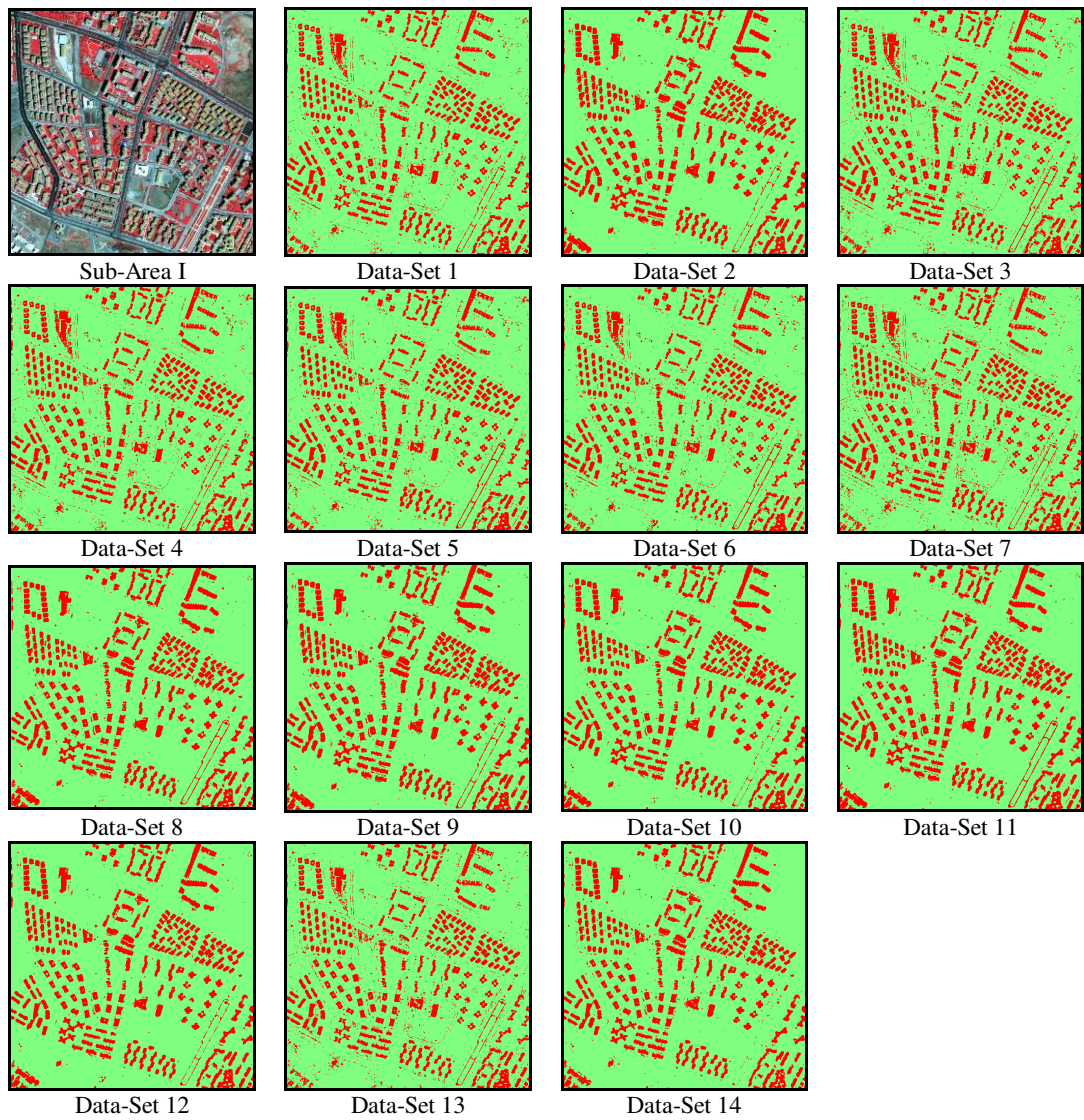 Sub-Area I
Data-Set 1
Data-Set 2
Data-Set 3
Data-Set 4
Data-Set 5
Data-Set 6
Data-Set 7
Data-Set 8
Data-Set 9
Data-Set 10
Data-Set 11
Data-Set 12
Data-Set 13
Data-Set 14